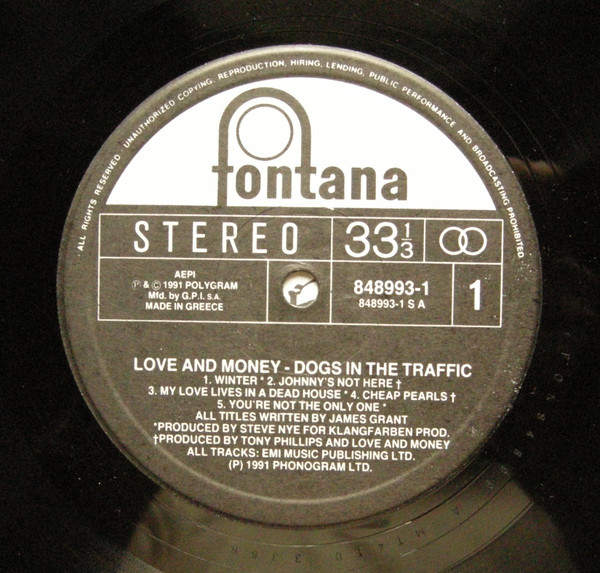 ALL RIGHTS RESERVED · UNAUTHORIZED COPYING, REPRODUCTION, HIRING, LENDING, PUBLIC PERFORMANCE AND BROADCASTING PROHIBITED
fontana
STEREO 33 1/3
AEPI
℗ & © 1991 POLYGRAM
Mfd. by G.P.I. S.A.
MADE IN GREECE
848993-1
848993-1 S A
1
LOVE AND MONEY - DOGS IN THE TRAFFIC
1. WINTER * 2. JOHNNY'S NOT HERE †
3. MY LOVE LIVES IN A DEAD HOUSE * 4. CHEAP PEARLS †
5. YOU'RE NOT THE ONLY ONE *
ALL TITLES WRITTEN BY JAMES GRANT
*PRODUCED BY STEVE NYE FOR KLANGFARBEN PROD.
†PRODUCED BY TONY PHILLIPS AND LOVE AND MONEY
ALL TRACKS: EMI MUSIC PUBLISHING LTD.
(P) 1991 PHONOGRAM LTD.